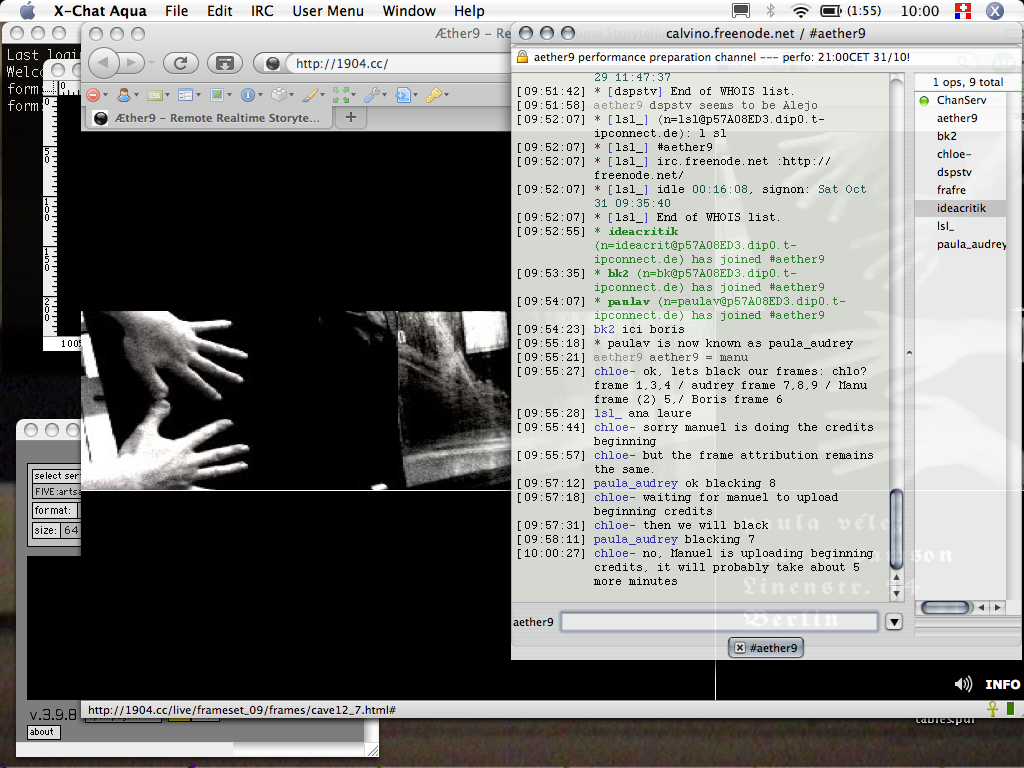 X-Chat Aqua File Edit IRC User Menu Window Help (1:55) 10:00
Last login
Welco
form
form
Æther9 - Remote Realtime Storyte
http://1904.cc/
Æther9 - Remote Realtime Storyte...
calvino.freenode.net / #aether9
aether9 performance preparation channel --- perfo: 21:00CET 31/10!
29 11:47:37
[09:51:42] * [dspstv] End of WHOIS list.
[09:51:58] aether9 dspstv seems to be Alejo
[09:52:07] * [lsl_] (n=lsl@p57A08ED3.dip0.t-
ipconnect.de): l sl
[09:52:07] * [lsl_] #aether9
[09:52:07] * [lsl_] irc.freenode.net :http://
freenode.net/
[09:52:07] * [lsl_] idle 00:16:08, signon: Sat Oct
31 09:35:40
[09:52:07] * [lsl_] End of WHOIS list.
[09:52:55] * ideacritik
(n=ideacrit@p57A08ED3.dip0.t-
ipconnect.de) has joined #aether9
[09:53:35] * bk2 (n=bk@p57A08ED3.dip0.t-
ipconnect.de) has joined #aether9
[09:54:07] * paulav (n=paulav@p57A08ED3.dip0.t-
ipconnect.de) has joined #aether9
[09:54:23] bk2 ici boris
[09:55:18] * paulav is now known as paula_audrey
[09:55:21] aether9 aether9 = manu
[09:55:27] chloe- ok, lets black our frames: chlo?
frame 1,3,4 / audrey frame 7,8,9 / Manu
frame (2) 5,/ Boris frame 6
[09:55:28] lsl_ ana laure
[09:55:44] chloe- sorry manuel is doing the credits
beginning
[09:55:57] chloe- but the frame attribution remains
the same.
[09:57:12] paula_audrey ok blacking 8
[09:57:18] chloe- waiting for manuel to upload
beginning credits
[09:57:31] chloe- then we will black
[09:58:11] paula_audrey blacking 7
[10:00:27] chloe- no, Manuel is uploading beginning
credits, it will probably take about 5
more minutes
1 ops, 9 total
ChanServ
aether9
bk2
chloe-
dspstv
frafre
ideacritik
lsl_
paula_audrey
aether9
#aether9
paula véle
Linenstr.
Berlin
select ser
FIVE:artsa
format:
size: 64
v.3.9.8
about
INFO
http://1904.cc/live/frameset_09/frames/cave12_7.html#